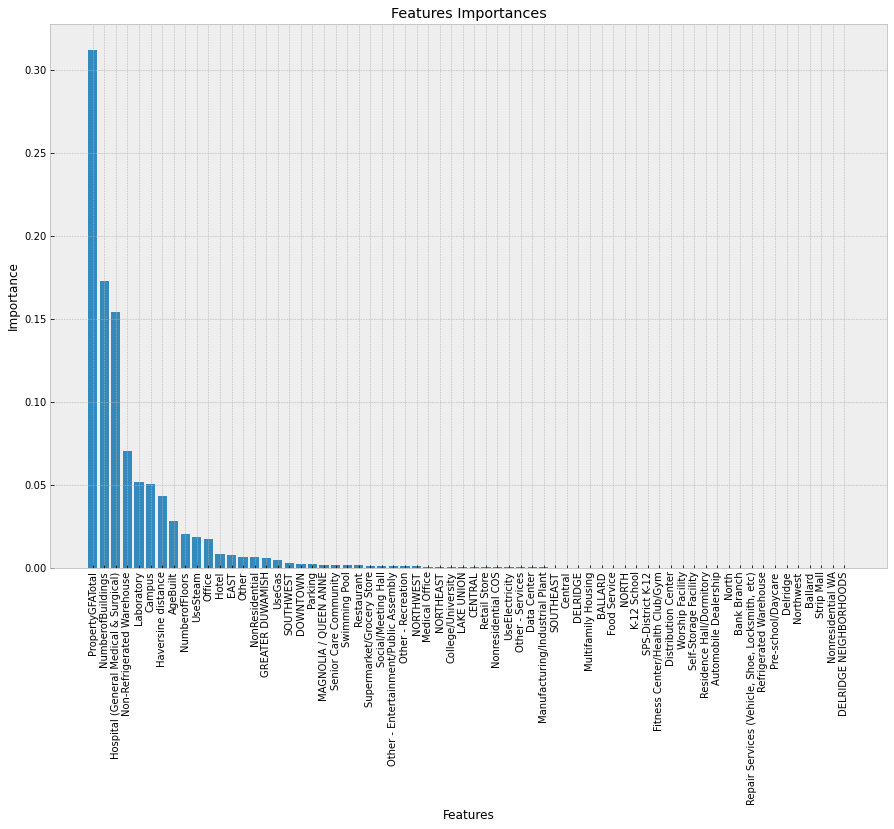 Features Importances
Importance
0.30
0.25
0.20
0.15
0.10
0.05
0.00
PropertyGFATotal
NumberofBuildings
Hospital (General Medical & Surgical)
Non-Refrigerated Warehouse
Laboratory
Campus
Haversine distance
AgeBuilt
NumberofFloors
UseSteam
Office
Hotel
EAST
Other
NonResidential
GREATER DUWAMISH
UseGas
SOUTHWEST
DOWNTOWN
Parking
MAGNOLIA / QUEEN ANNE
Senior Care Community
Swimming Pool
Restaurant
Supermarket/Grocery Store
Social/Meeting Hall
Other - Entertainment/Public Assembly
Other - Recreation
NORTHWEST
Medical Office
NORTHEAST
College/University
LAKE UNION
CENTRAL
Retail Store
Nonresidential COS
UseElectricity
Other - Services
Data Center
Manufacturing/Industrial Plant
SOUTHEAST
Central
DELRIDGE
Multifamily Housing
BALLARD
Food Service
NORTH
K-12 School
SPS-District K-12
Fitness Center/Health Club/Gym
Distribution Center
Worship Facility
Self-Storage Facility
Residence Hall/Dormitory
Automobile Dealership
North
Bank Branch
Repair Services (Vehicle, Shoe, Locksmith, etc)
Refrigerated Warehouse
Pre-school/Daycare
Delridge
Northwest
Ballard
Strip Mall
Nonresidential WA
DELRIDGE NEIGHBORHOODS
Features